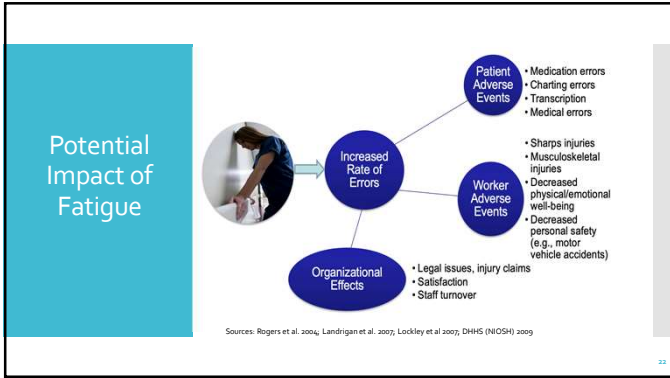 Potential
Impact of
Fatigue
Increased
Rate of
Errors
Patient
Adverse
Events
• Medication errors
• Charting errors
• Transcription
• Medical errors
Worker
Adverse
Events
• Sharps injuries
• Musculoskeletal
injuries
• Decreased
physical/emotional
well-being
• Decreased
personal safety
(e.g., motor
vehicle accidents)
Organizational
Effects
• Legal issues, injury claims
• Satisfaction
• Staff turnover
Sources: Rogers et al. 2004; Landrigan et al. 2007; Lockley et al 2007; DHHS (NIOSH) 2009
22